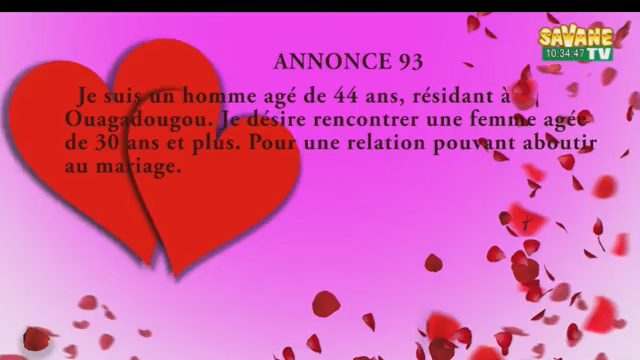 SAVANE
10:34:47 TV
ANNONCE 93
Je suis un homme agé de 44 ans, résidant à
Ouagadougou. Je désire rencontrer une femme agée
de 30 ans et plus. Pour une relation pouvant aboutir
au mariage.